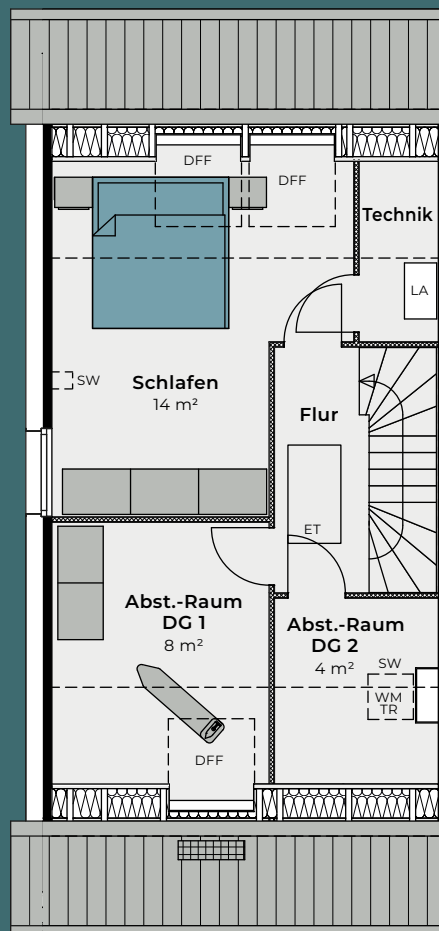 DFF
DFF
Technik
LA
SW
Schlafen
14 m²
Flur
ET
Abst.-Raum
DG 1
8 m²
Abst.-Raum
DG 2
4 m²
SW
WM
TR
DFF